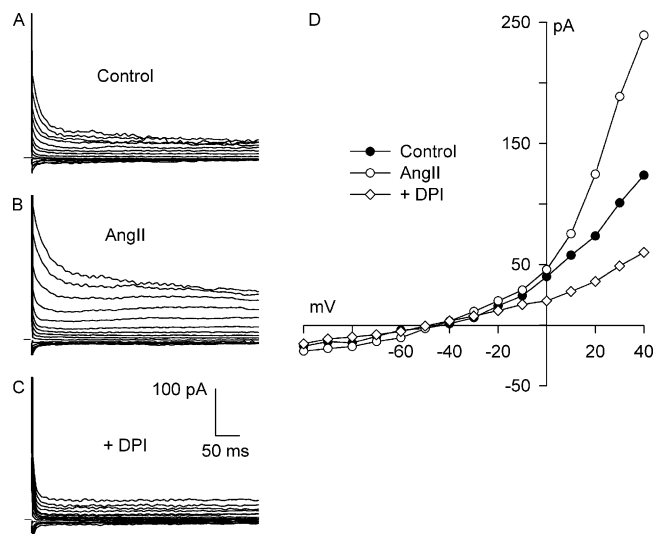 A
Control
B
AngII
C
100 pA
50 ms
+ DPI
D
250
pA
150
50
-50
Control
AngII
+ DPI
mV
-60
-40
-20
20
40